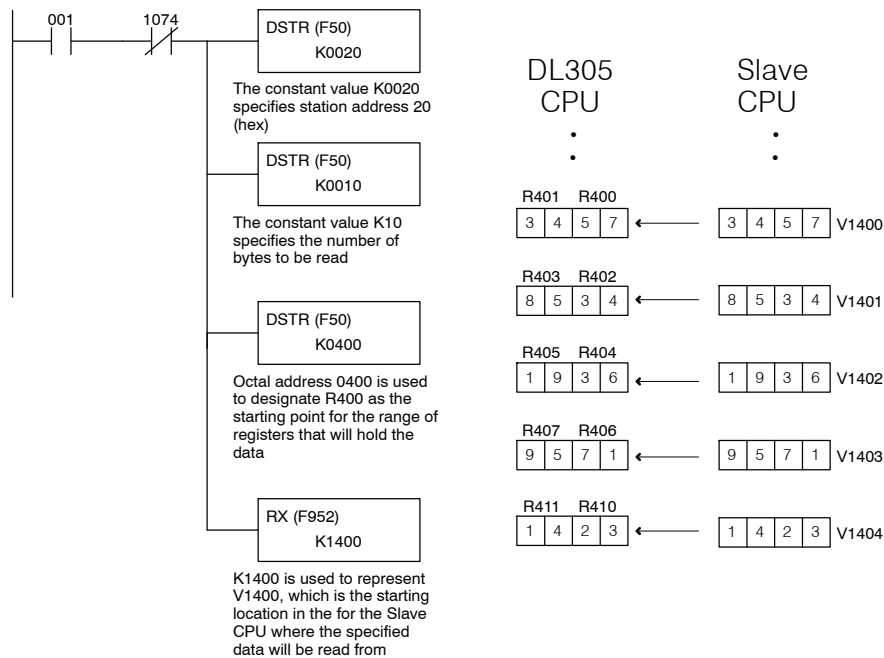 001
1074
DSTR (F50)
K0020
The constant value K0020
specifies station address 20
(hex)
DSTR (F50)
K0010
The constant value K10
specifies the number of
bytes to be read
DSTR (F50)
K0400
Octal address 0400 is used
to designate R400 as the
starting point for the range of
registers that will hold the
data
RX (F952)
K1400
K1400 is used to represent
V1400, which is the starting
location in the for the Slave
CPU where the specified
data will be read from
DL305
CPU
Slave
CPU
R401 R400
3 4 5 7
3 4 5 7 V1400
R403 R402
8 5 3 4
8 5 3 4 V1401
R405 R404
1 9 3 6
1 9 3 6 V1402
R407 R406
9 5 7 1
9 5 7 1 V1403
R411 R410
1 4 2 3
1 4 2 3 V1404